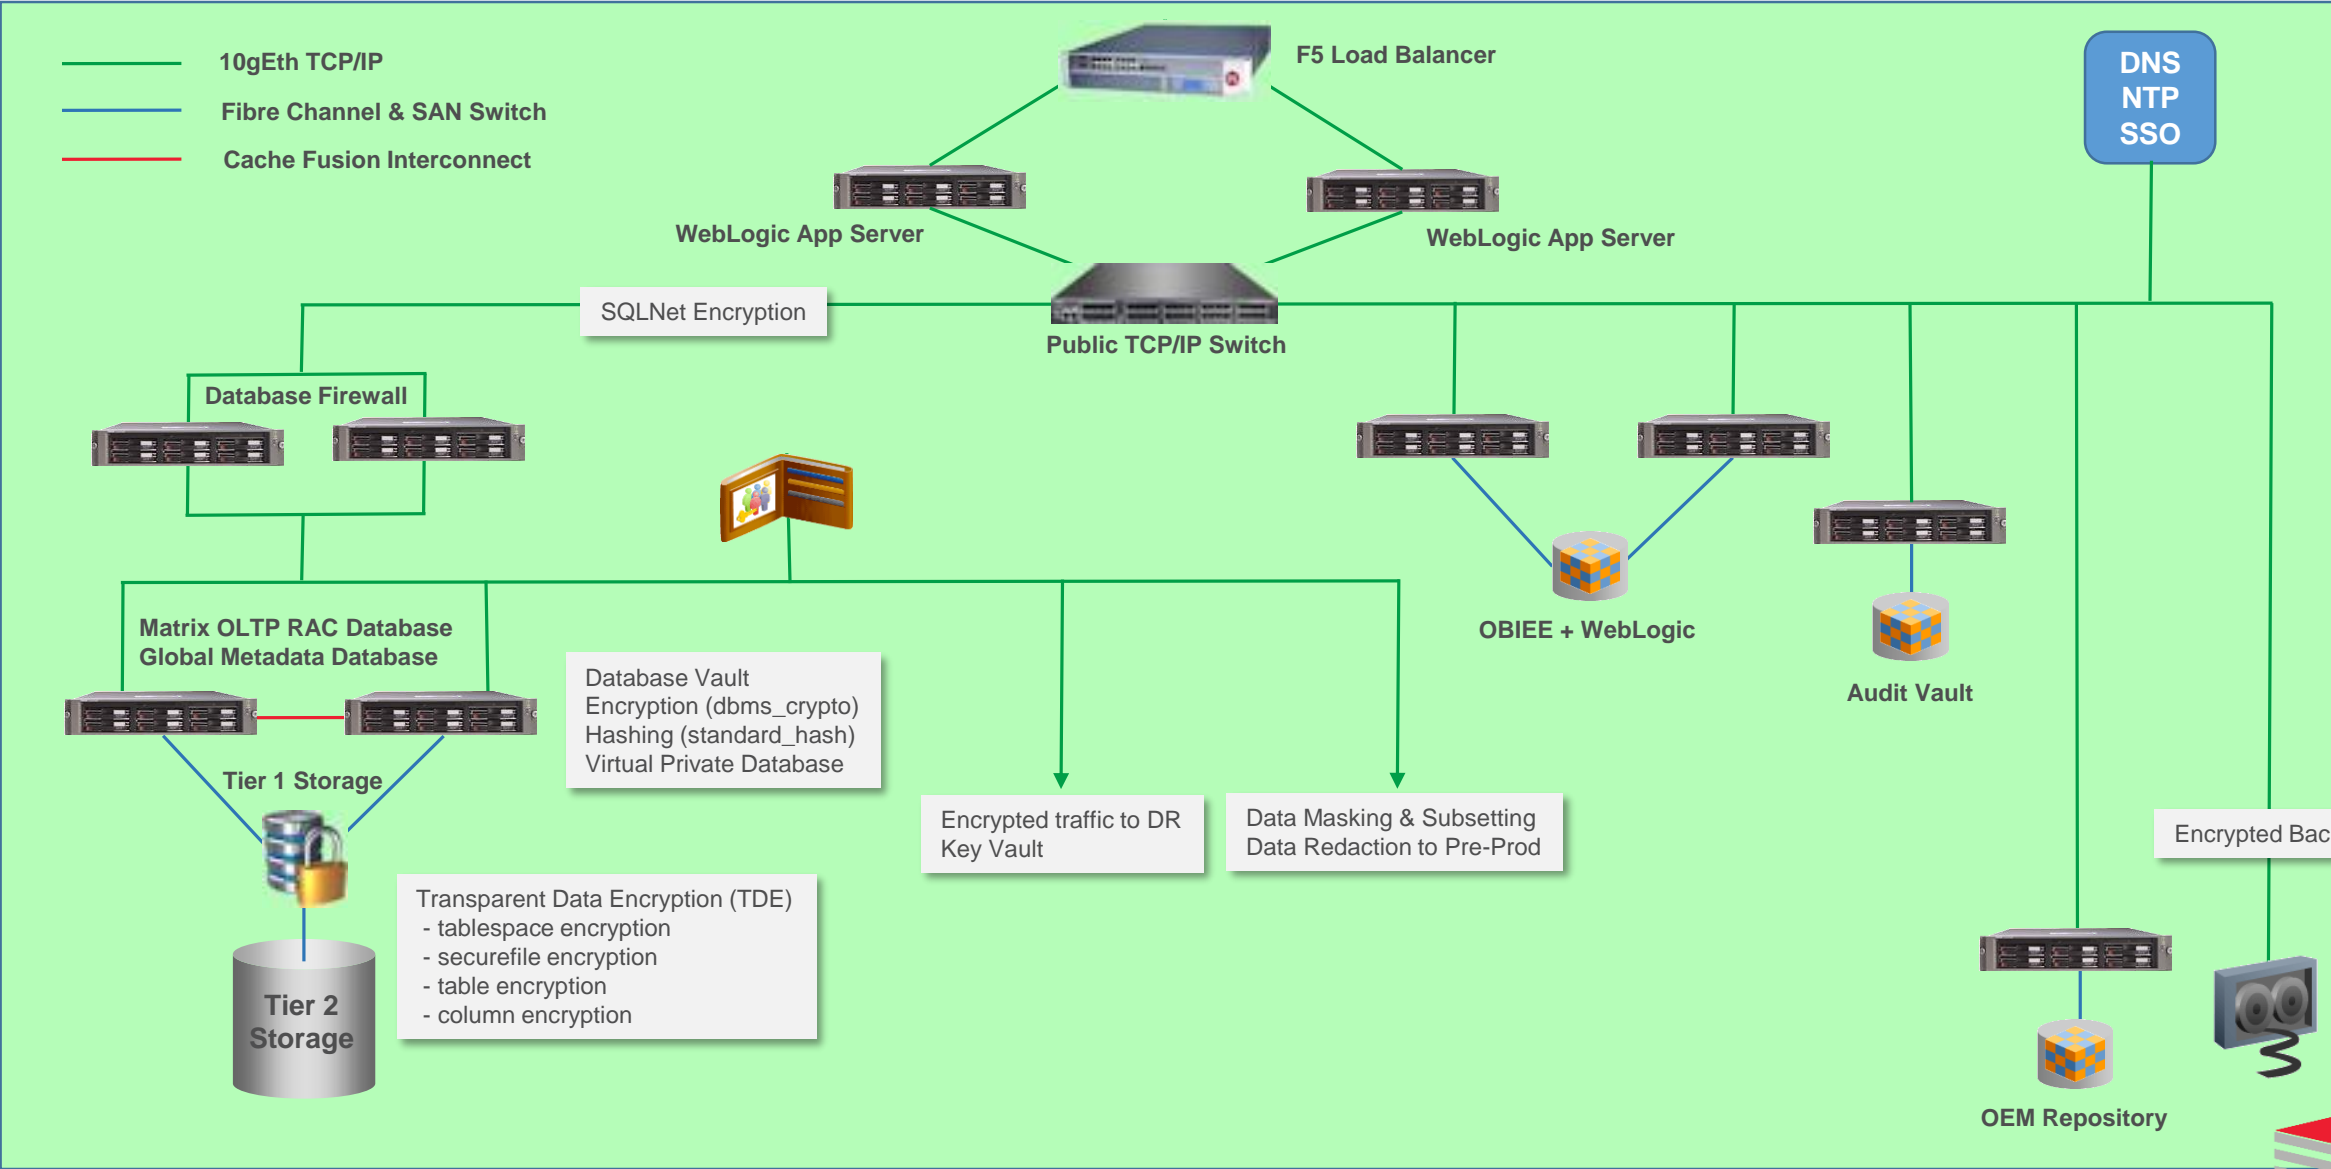 10gEth TCP/IP
Fibre Channel & SAN Switch
Cache Fusion Interconnect
F5 Load Balancer
DNS
NTP
SSO
WebLogic App Server
WebLogic App Server
SQLNet Encryption
Public TCP/IP Switch
Database Firewall
Matrix OLTP RAC Database
Global Metadata Database
OBIEE + WebLogic
Audit Vault
Database Vault
Encryption (dbms_crypto)
Hashing (standard_hash)
Virtual Private Database
Tier 1 Storage
Encrypted traffic to DR
Key Vault
Data Masking & Subsetting
Data Redaction to Pre-Prod
Encrypted
Transparent Data Encryption (TDE)
- tablespace encryption
- securefile encryption
- table encryption
- column encryption
Tier 2
Storage
OEM Repository